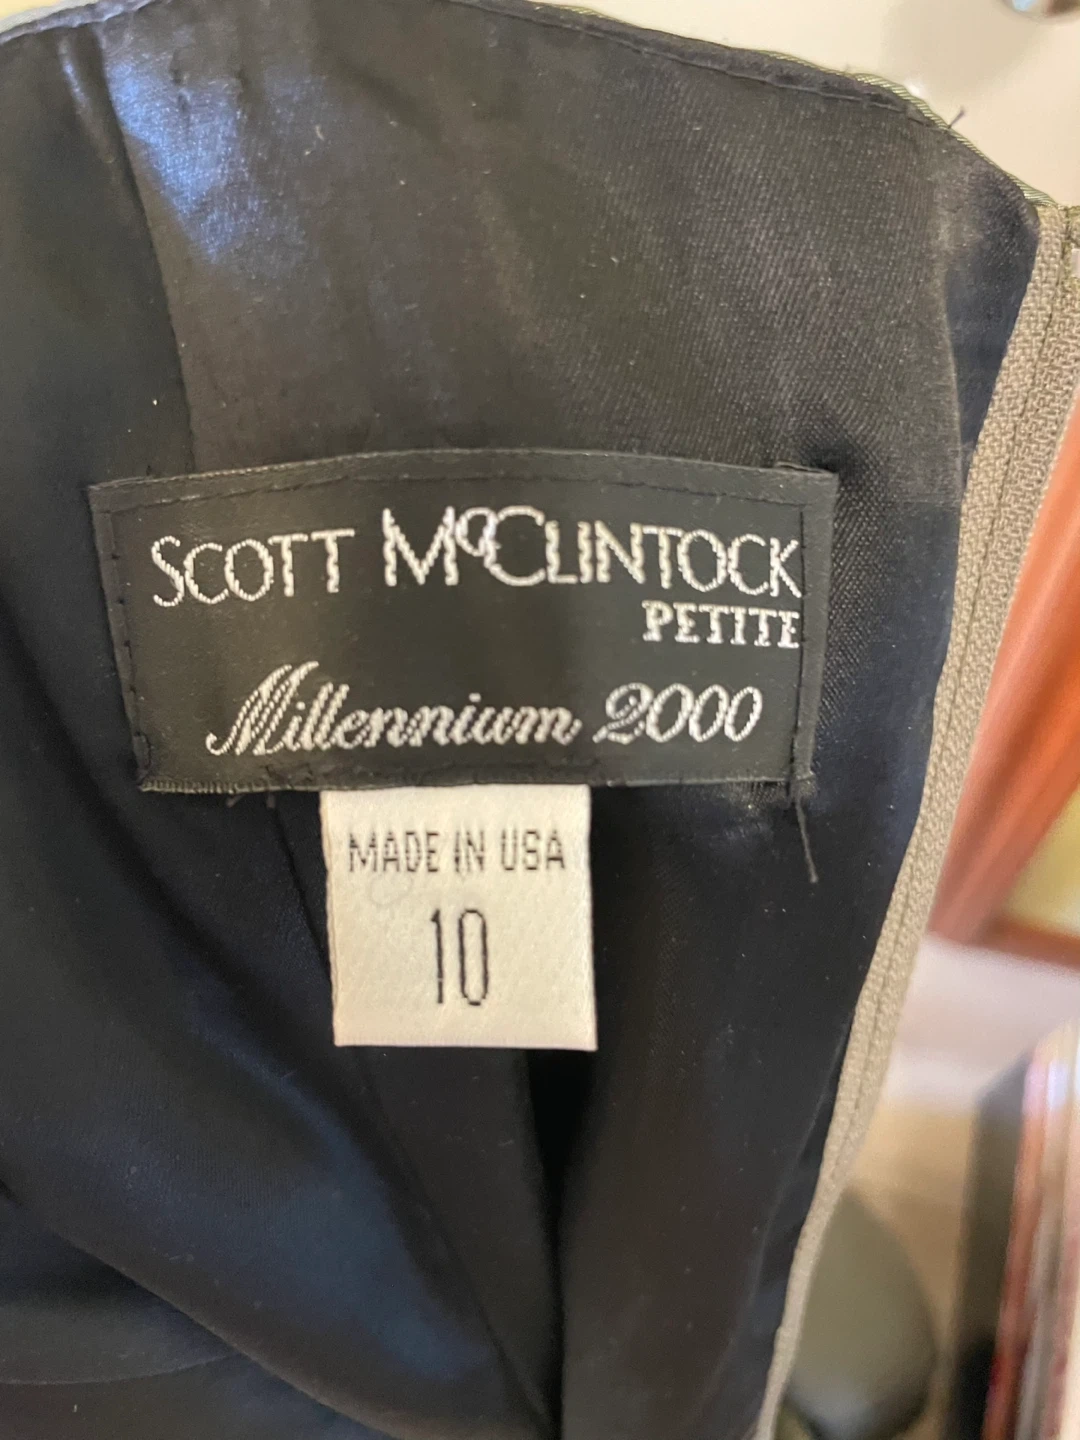 SCOTT McCLINTOCK
PETITE
Millennium 2000
MADE IN USA
10